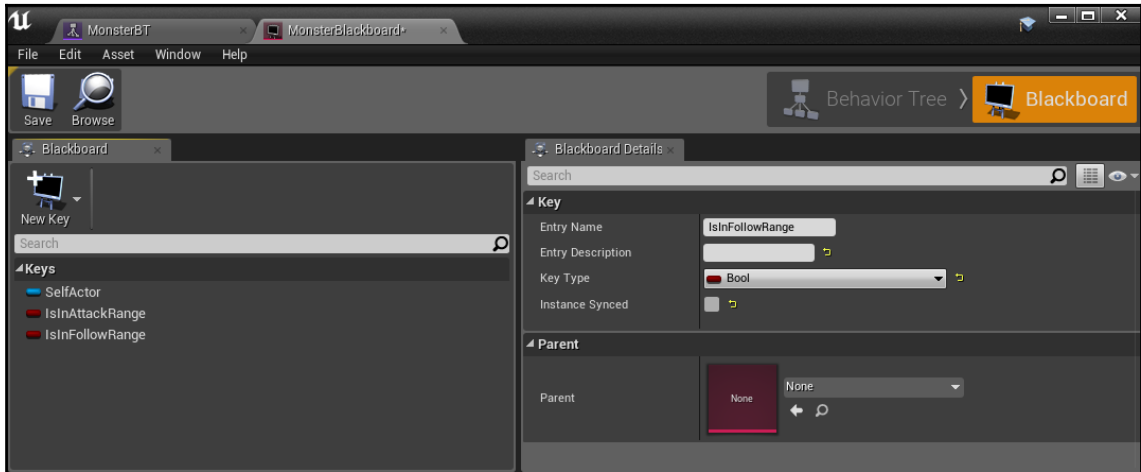 MonsterBT
MonsterBlackboard*
File Edit Asset Window Help
Save Browse
Behavior Tree
Blackboard
Blackboard
New Key
Search
Keys
SelfActor
IsInAttackRange
IsInFollowRange
Blackboard Details
Search
Key
Entry Name IsInFollowRange
Entry Description
Key Type Bool
Instance Synced
Parent
Parent None None